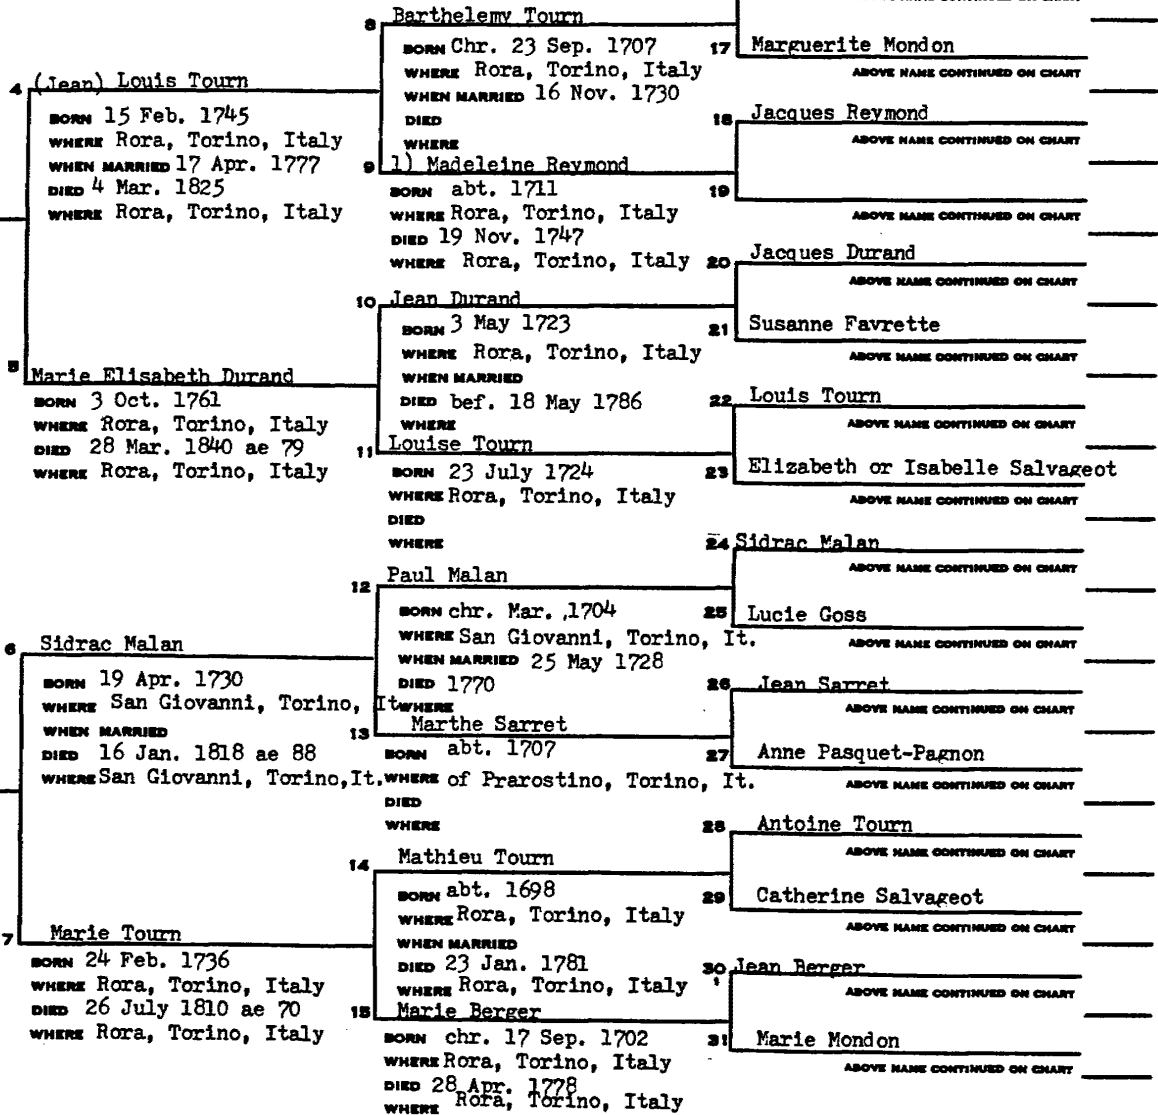 4 (Jean) Louis Tourn
BORN 15 Feb. 1745
WHERE Rora, Torino, Italy
WHEN MARRIED 17 Apr. 1777
DIED 4 Mar. 1825
WHERE Rora, Torino, Italy
5 Marie Elisabeth Durand
BORN 3 Oct. 1761
WHERE Rora, Torino, Italy
DIED 28 Mar. 1840 ae 79
WHERE Rora, Torino, Italy
6 Sidrac Malan
BORN 19 Apr. 1730
WHERE San Giovanni, Torino, It.
WHEN MARRIED
DIED 16 Jan. 1818 ae 88
WHERE San Giovanni, Torino,It.
7 Marie Tourn
BORN 24 Feb. 1736
WHERE Rora, Torino, Italy
DIED 26 July 1810 ae 70
WHERE Rora, Torino, Italy
8 Barthelemy Tourn
BORN Chr. 23 Sep. 1707
WHERE Rora, Torino, Italy
WHEN MARRIED 16 Nov. 1730
DIED
WHERE
9 1) Madeleine Reymond
BORN abt. 1711
WHERE Rora, Torino, Italy
DIED 19 Nov. 1747
WHERE Rora, Torino, Italy
10 Jean Durand
BORN 3 May 1723
WHERE Rora, Torino, Italy
WHEN MARRIED
DIED bef. 18 May 1786
WHERE
11 Louise Tourn
BORN 23 July 1724
WHERE Rora, Torino, Italy
DIED
WHERE
12 Paul Malan
BORN chr. Mar. ,1704
WHERE San Giovanni, Torino, It.
WHEN MARRIED 25 May 1728
DIED 1770
WHERE
13 Marthe Sarret
BORN abt. 1707
WHERE of Prarostino, Torino, It.
DIED
WHERE
14 Mathieu Tourn
BORN abt. 1698
WHERE Rora, Torino, Italy
WHEN MARRIED
DIED 23 Jan. 1781
WHERE Rora, Torino, Italy
15 Marie Berger
BORN chr. 17 Sep. 1702
WHERE Rora, Torino, Italy
DIED 28 Apr. 1778
WHERE Rora, Torino, Italy
17 Marguerite Mondon
ABOVE NAME CONTINUED ON CHART
18 Jacques Reymond
ABOVE NAME CONTINUED ON CHART
19
ABOVE NAME CONTINUED ON CHART
20 Jacques Durand
ABOVE NAME CONTINUED ON CHART
21 Susanne Favrette
ABOVE NAME CONTINUED ON CHART
22 Louis Tourn
ABOVE NAME CONTINUED ON CHART
23 Elizabeth or Isabelle Salvageot
ABOVE NAME CONTINUED ON CHART
24 Sidrac Malan
ABOVE NAME CONTINUED ON CHART
25 Lucie Goss
ABOVE NAME CONTINUED ON CHART
26 Jean Sarret
ABOVE NAME CONTINUED ON CHART
27 Anne Pasquet-Pagnon
ABOVE NAME CONTINUED ON CHART
28 Antoine Tourn
ABOVE NAME CONTINUED ON CHART
29 Catherine Salvageot
ABOVE NAME CONTINUED ON CHART
30 Jean Berger
ABOVE NAME CONTINUED ON CHART
31 Marie Mondon
ABOVE NAME CONTINUED ON CHART